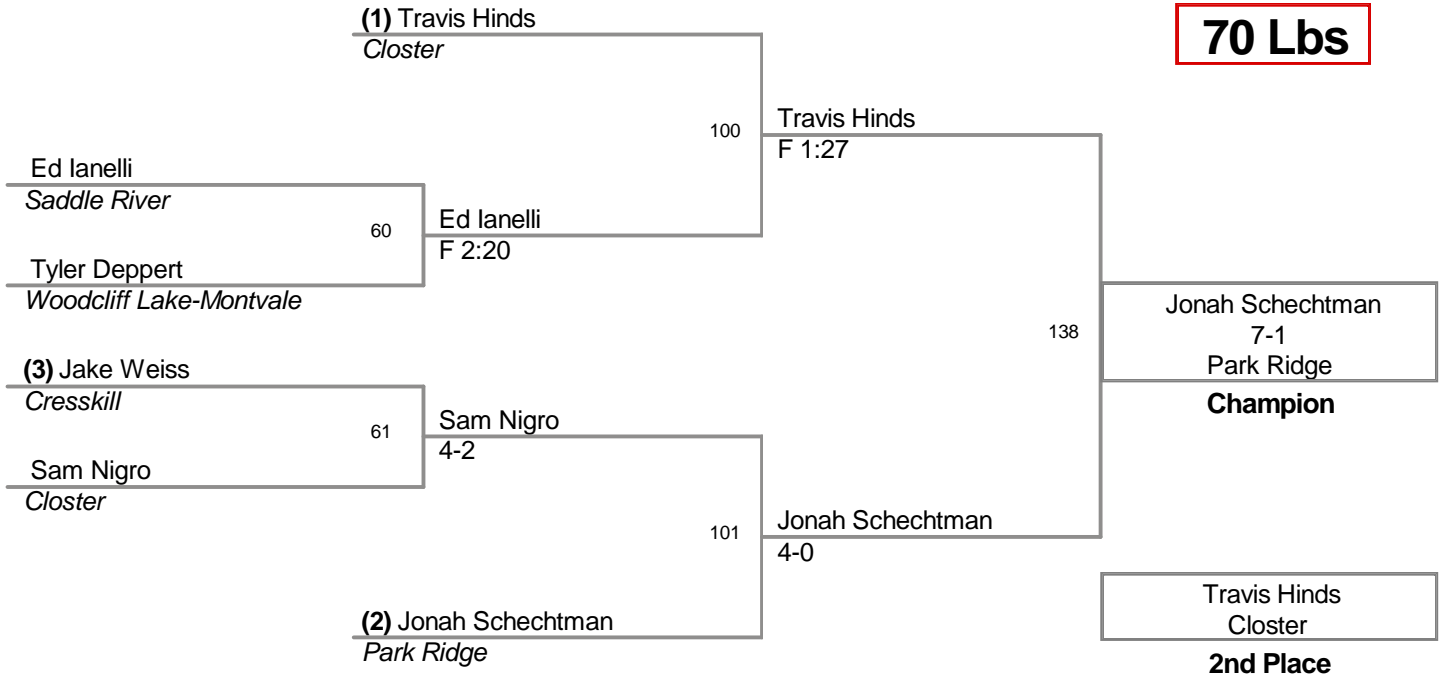 (1) Travis Hinds
Closter
70 Lbs
100
Travis Hinds
F 1:27
Ed Ianelli
Saddle River
60
Ed Ianelli
F 2:20
Tyler Deppert
Woodcliff Lake-Montvale
138
Jonah Schechtman
7-1
Park Ridge
Champion
(3) Jake Weiss
Cresskill
61
Sam Nigro
4-2
Sam Nigro
Closter
101
Jonah Schechtman
4-0
(2) Jonah Schechtman
Park Ridge
Travis Hinds
Closter
2nd Place